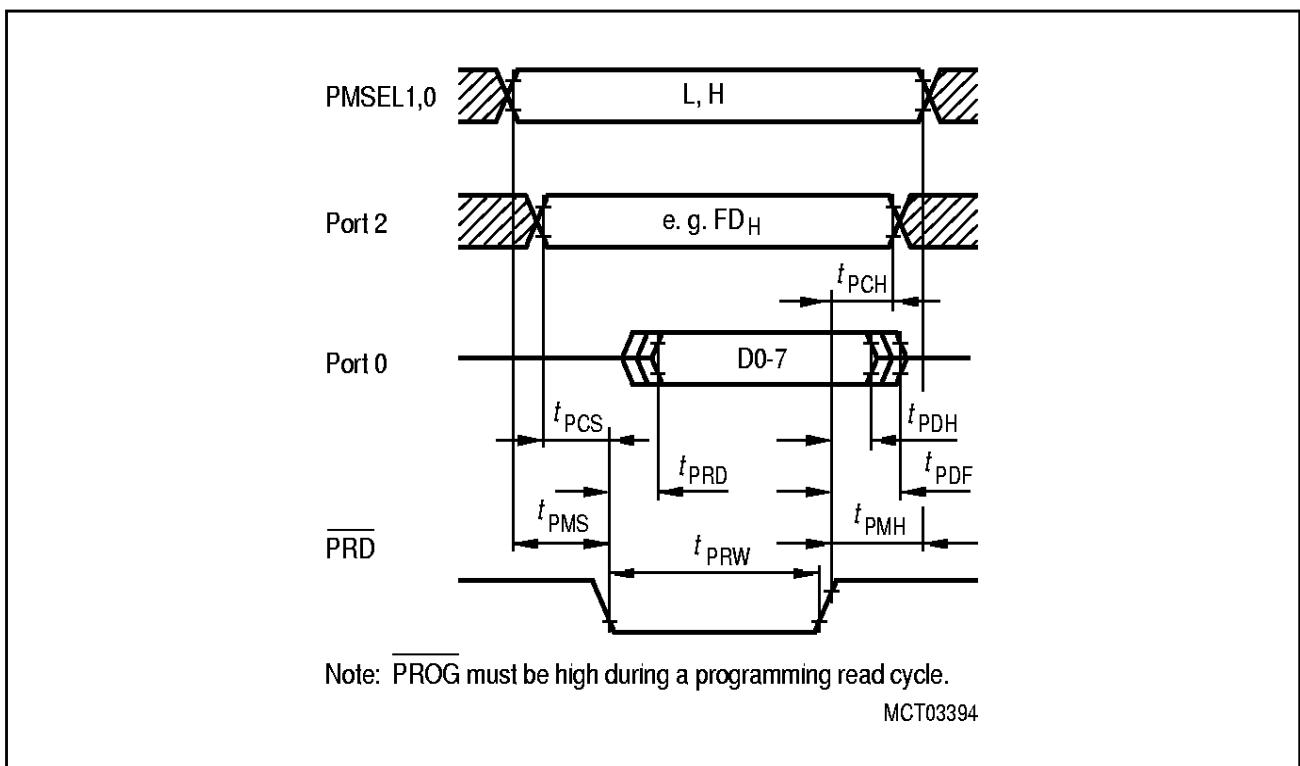 PMSEL1,0
L, H
Port 2
e. g. FDH
tPCH
Port 0
D0-7
tPCS
tPDH
tPRD
tPDF
tPMS
tPMH
PRD
tPRW
Note: PROG must be high during a programming read cycle.
MCT03394